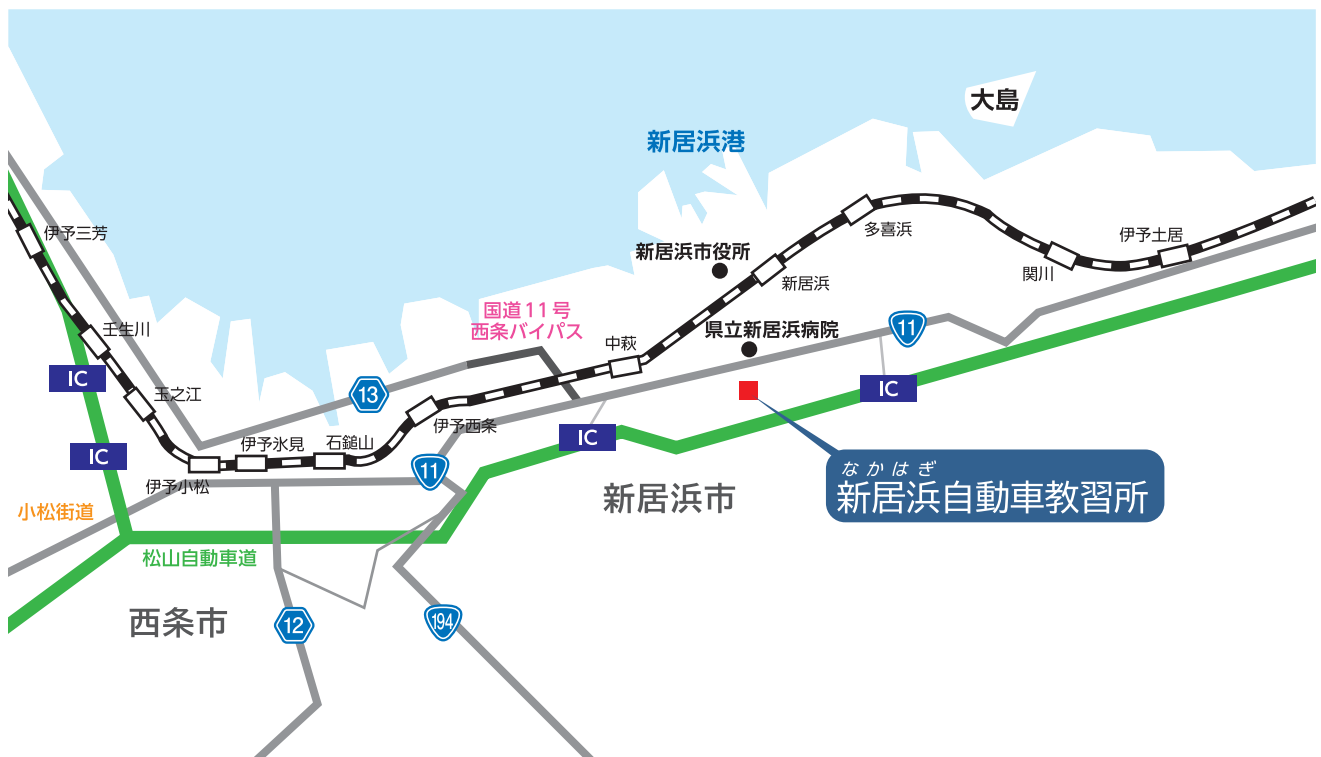 大島
新居浜港
伊予三芳
多喜浜
新居浜市役所
伊予土居
関川
新居浜
国道11号
西条バイパス
壬生川
県立新居浜病院
11
中萩
IC
玉之江
13
IC
伊予西条
伊予氷見
石鎚山
IC
IC
11
なかはぎ
新居浜自動車教習所
伊予小松
新居浜市
小松街道
松山自動車道
西条市
12
194